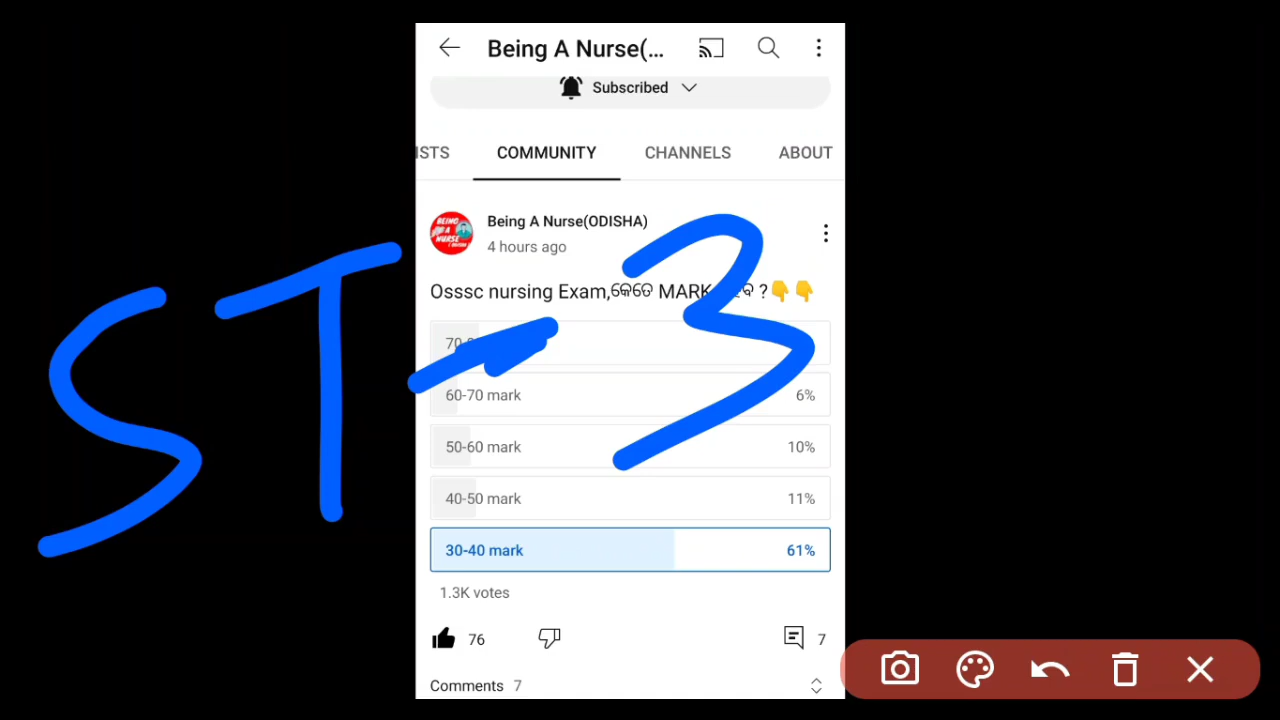 Being A Nurse(...
Subscribed
ISTS COMMUNITY CHANNELS ABOUT
Being A Nurse(ODISHA)
4 hours ago
Osssc nursing Exam,କେତେ MARK ?👇👇
ST-3
60-70 mark 6%
50-60 mark 10%
40-50 mark 11%
30-40 mark 61%
1.3K votes
76 7
Comments 7